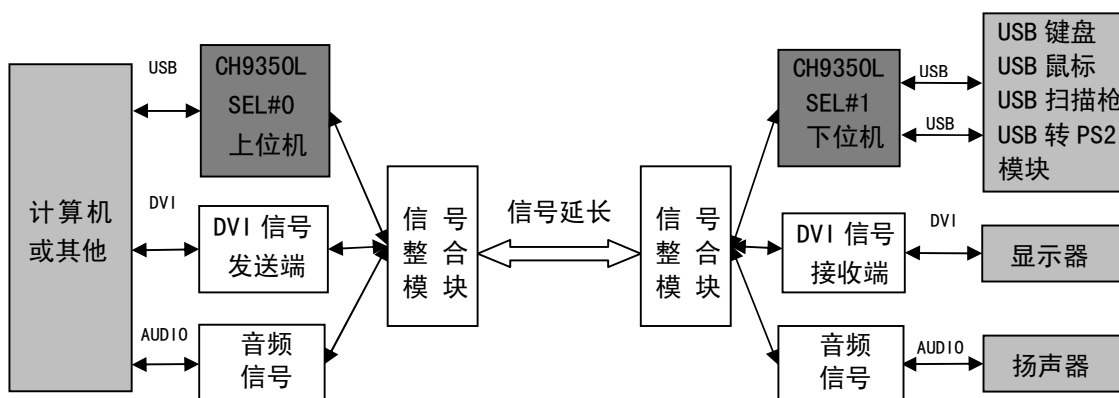 计算机
或其他
USB
DVI
AUDIO
CH9350L
SEL#0
上位机
DVI 信号
发送端
音频
信号
信 号
整 合
模 块
信号延长
信 号
整 合
模 块
CH9350L
SEL#1
下位机
DVI 信号
接收端
音频
信号
USB
USB
DVI
AUDIO
USB 键盘
USB 鼠标
USB 扫描枪
USB 转 PS2
模块
显示器
扬声器